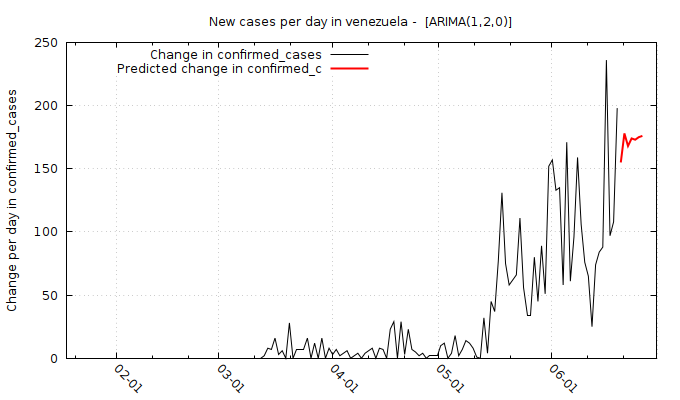 New cases per day in venezuela -  [ARIMA(1,2,0)]
Change in confirmed_cases
Predicted change in confirmed_c
Change per day in confirmed_cases
250
200
150
100
50
0
02-01
03-01
04-01
05-01
06-01